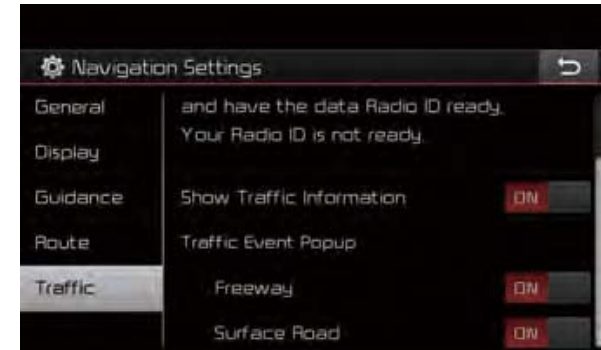 Navigation Settings
General
Display
Guidance
Route
Traffic
and have the data Radio ID ready.
Your Radio ID is not ready.
Show Traffic Information ON
Traffic Event Popup
Freeway ON
Surface Road ON